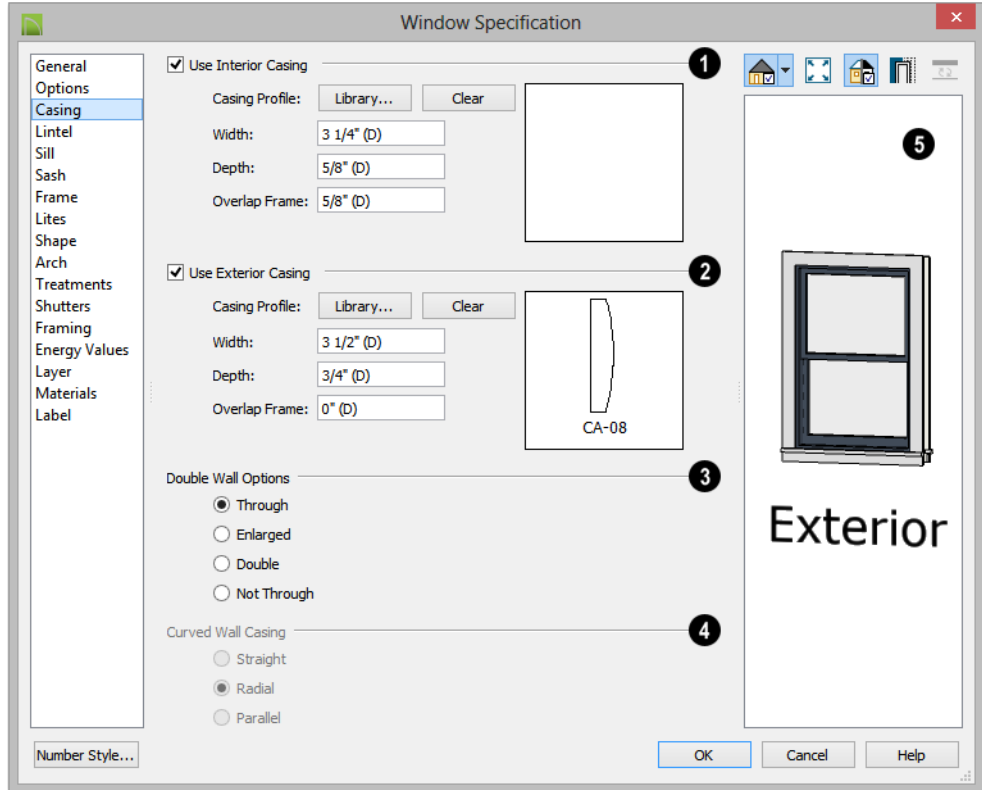 Window Specification
General
Options
Casing
Lintel
Sill
Sash
Frame
Lites
Shape
Arch
Treatments
Shutters
Framing
Energy Values
Layer
Materials
Label
Number Style...
Use Interior Casing
1
Casing Profile: Library... Clear
Width: 3 1/4" (D)
Depth: 5/8" (D)
Overlap Frame: 5/8" (D)
Use Exterior Casing
2
Casing Profile: Library... Clear
Width: 3 1/2" (D)
Depth: 3/4" (D)
Overlap Frame: 0" (D)
CA-08
Double Wall Options
3
Through
Enlarged
Double
Not Through
Curved Wall Casing
4
Straight
Radial
Parallel
5
Exterior
OK Cancel Help